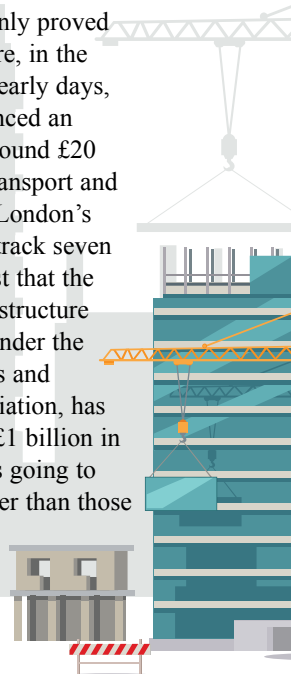 nly proved
re, in the
early days,
nced an
ound £20
ansport and
London’s
track seven
st that the
structure
nder the
s and
iation, has
£1 billion in
s going to
er than those